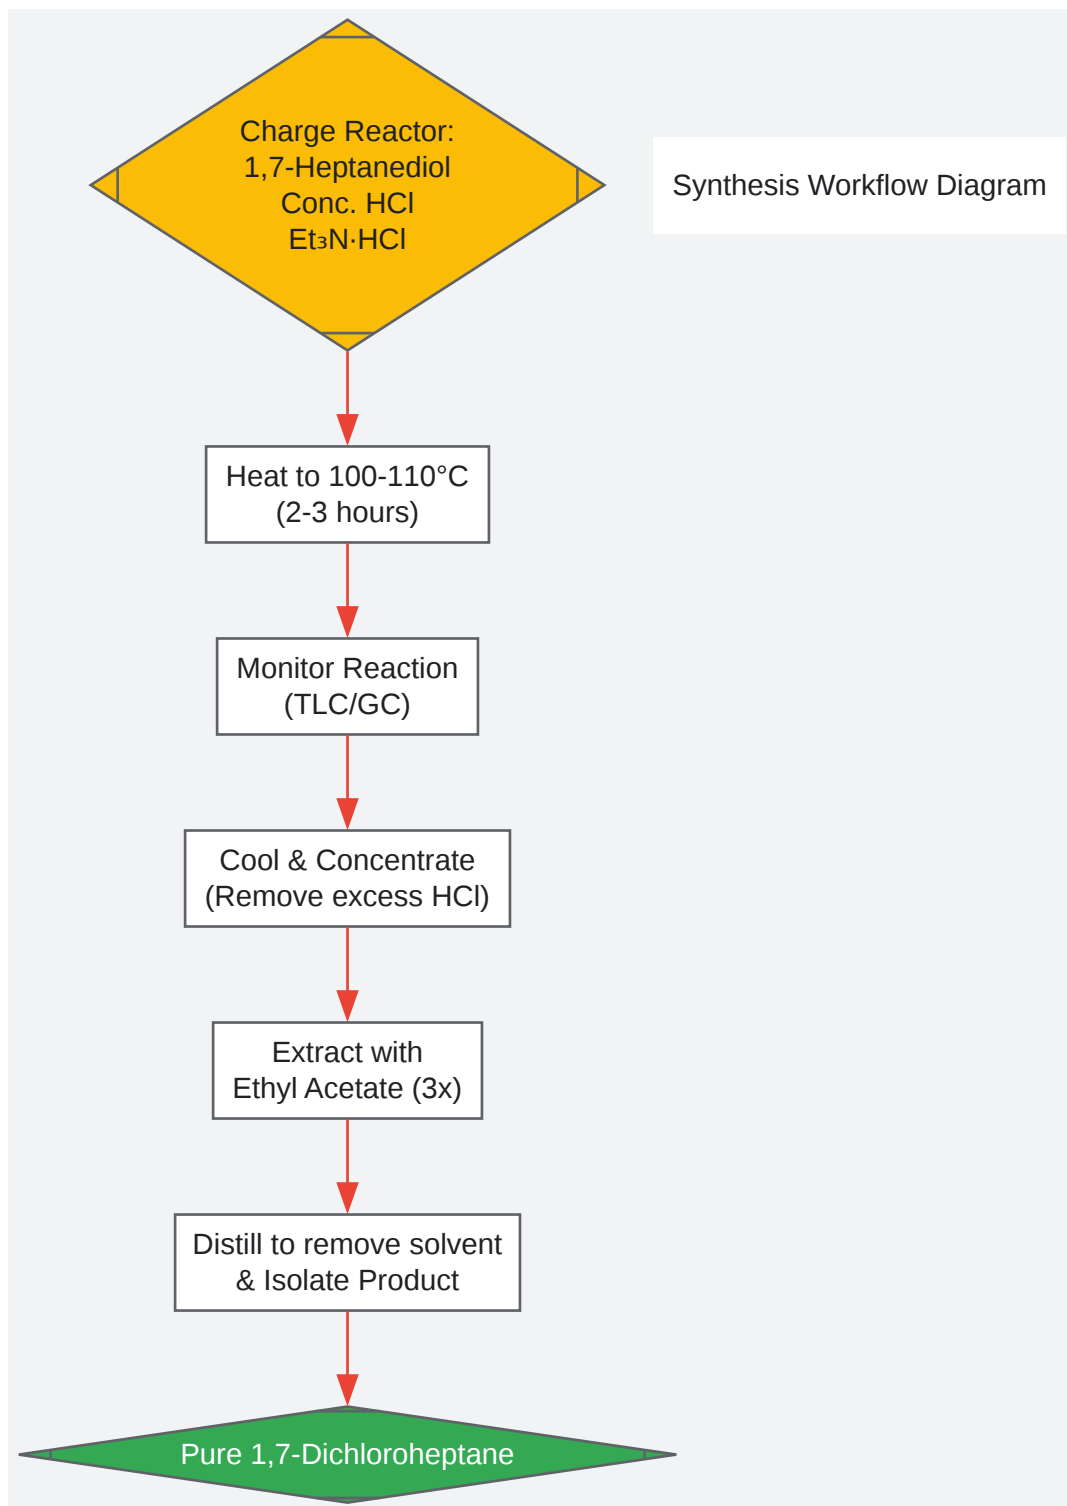 Charge Reactor:
1,7-Heptanediol
Conc. HCl
Et₃N·HCl
Synthesis Workflow Diagram
Heat to 100-110°C
(2-3 hours)
Monitor Reaction
(TLC/GC)
Cool & Concentrate
(Remove excess HCl)
Extract with
Ethyl Acetate (3x)
Distill to remove solvent
& Isolate Product
Pure 1,7-Dichloroheptane